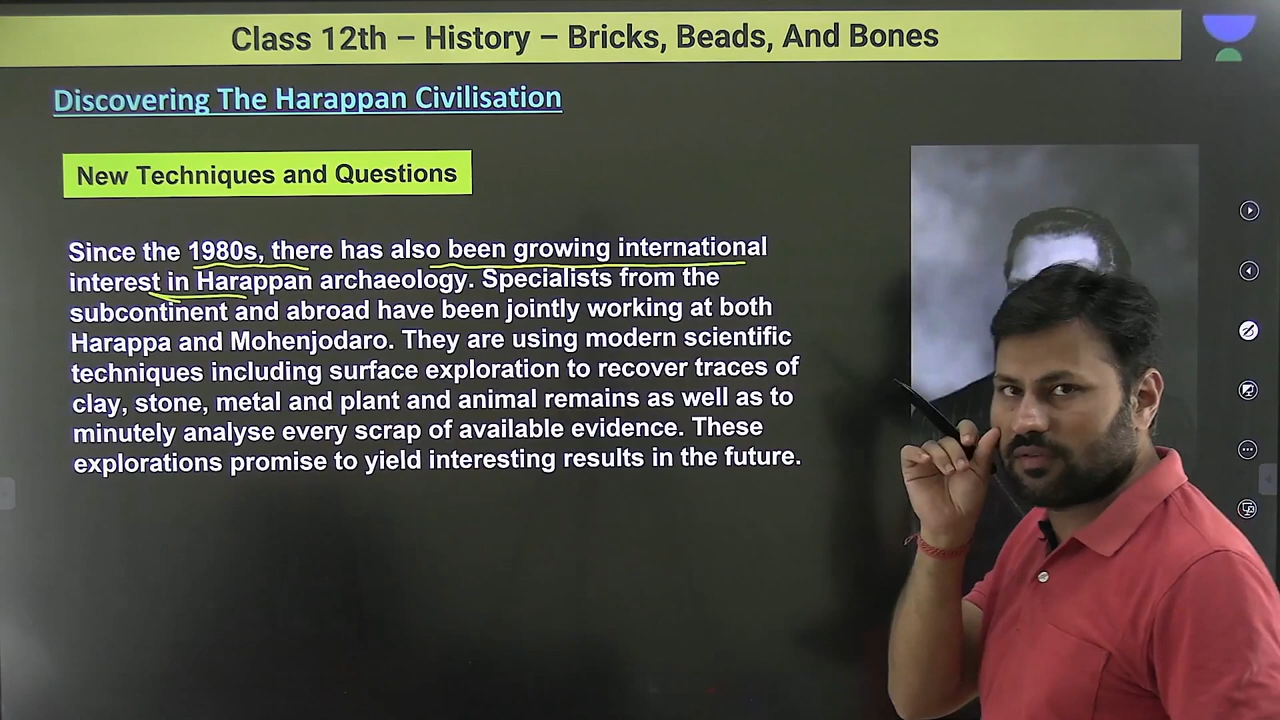 Class 12th – History – Bricks, Beads, And Bones
Discovering The Harappan Civilisation
New Techniques and Questions
Since the 1980s, there has also been growing international
interest in Harappan archaeology. Specialists from the
subcontinent and abroad have been jointly working at both
Harappa and Mohenjodaro. They are using modern scientific
techniques including surface exploration to recover traces of
clay, stone, metal and plant and animal remains as well as to
minutely analyse every scrap of available evidence. These
explorations promise to yield interesting results in the future.